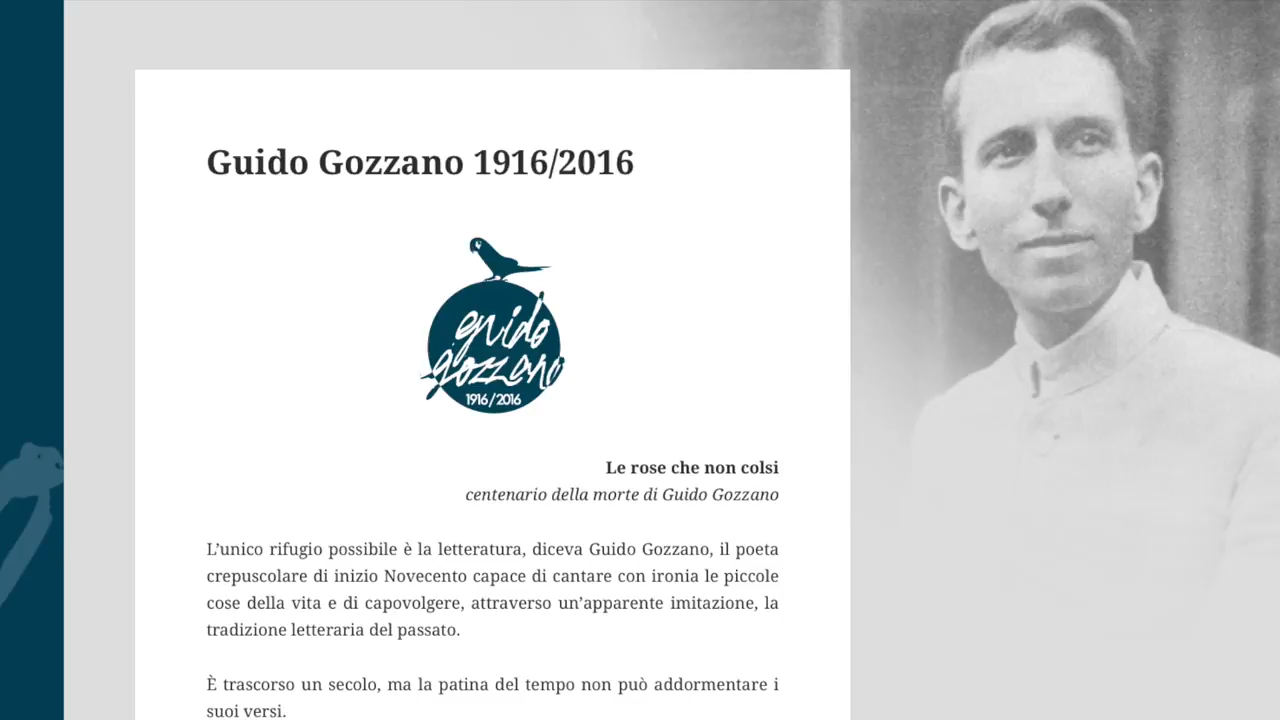 Guido Gozzano 1916/2016
guido
gozzano
1916/2016
Le rose che non colsi
centenario della morte di Guido Gozzano
L’unico rifugio possibile è la letteratura, diceva Guido Gozzano, il poeta
crepuscolare di inizio Novecento capace di cantare con ironia le piccole
cose della vita e di capovolgere, attraverso un’apparente imitazione, la
tradizione letteraria del passato.
È trascorso un secolo, ma la patina del tempo non può addormentare i
suoi versi.